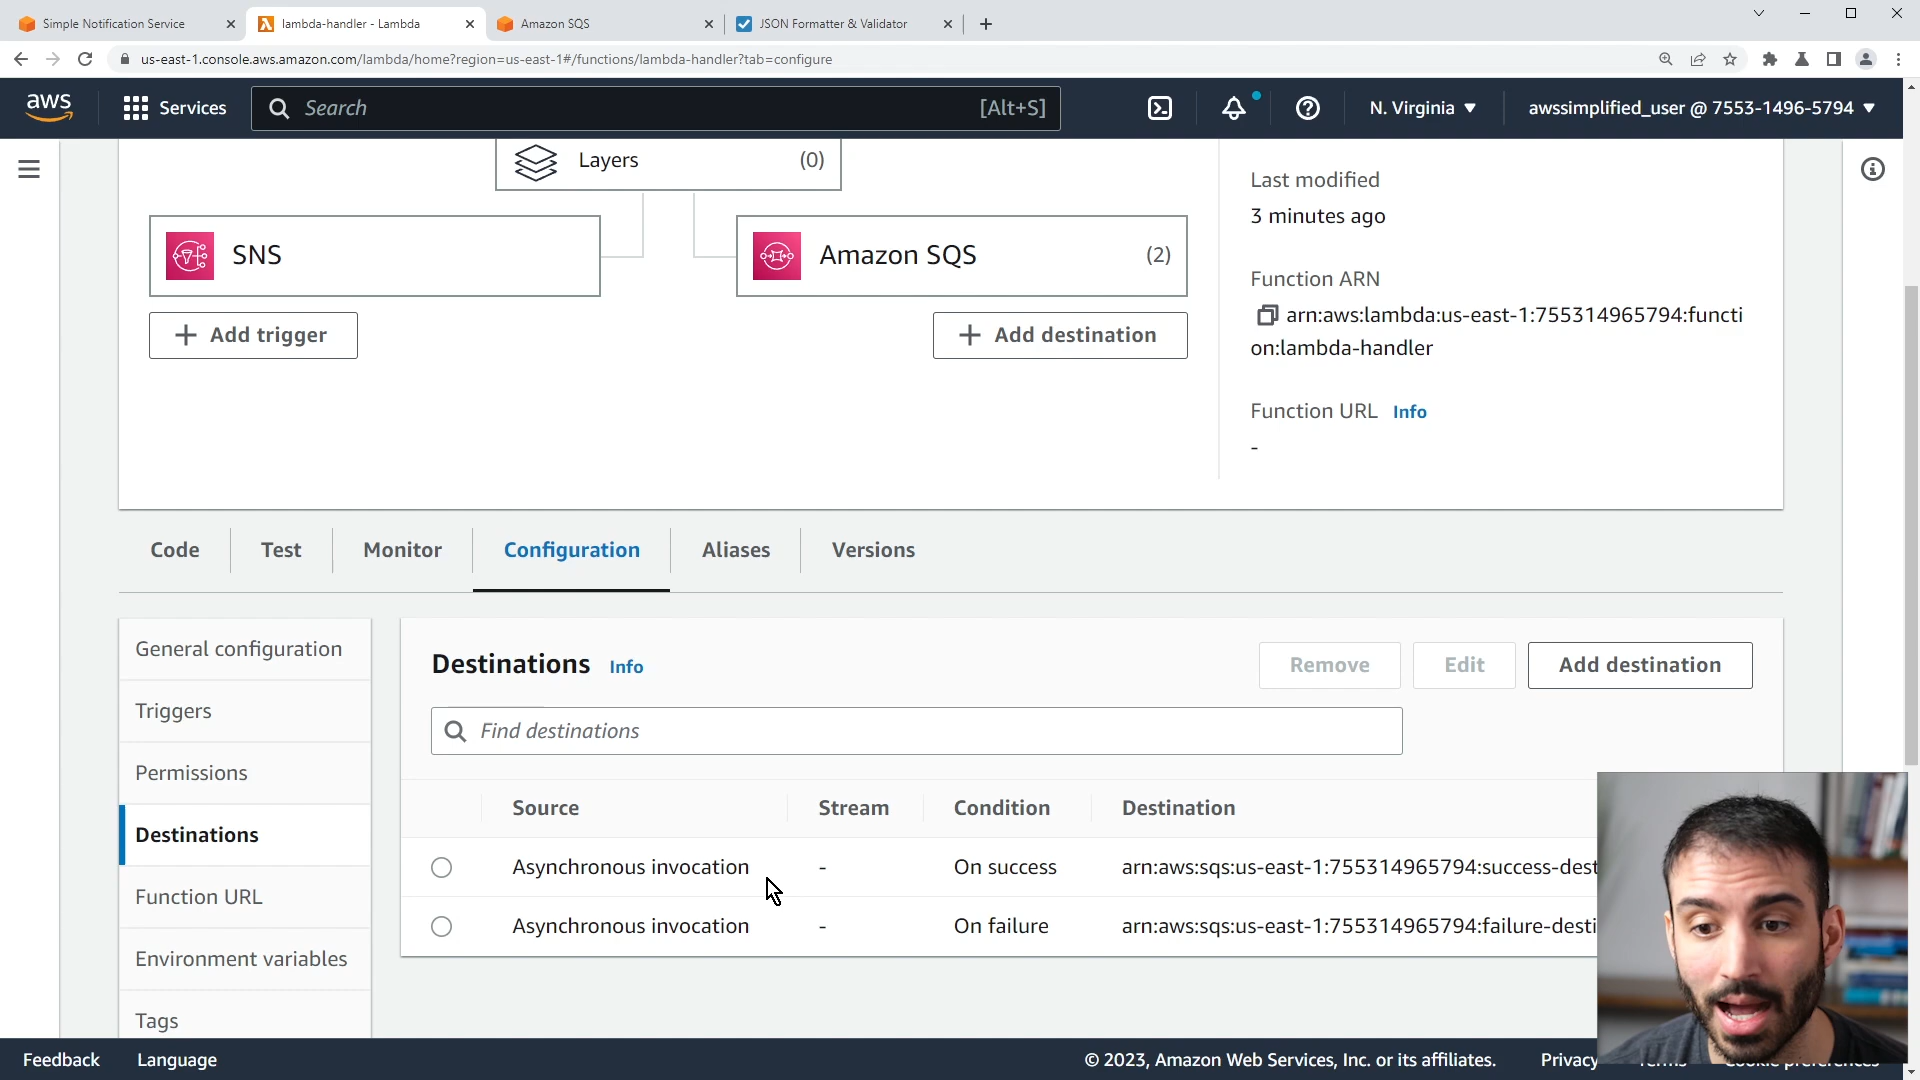 Simple Notification Service
lambda-handler - Lambda
Amazon SQS
JSON Formatter & Validator
us-east-1.console.aws.amazon.com/lambda/home?region=us-east-1#/functions/lambda-handler?tab=configure
aws
Services
Search
[Alt+S]
N. Virginia
awssimplified_user @ 7553-1496-5794
Layers
(0)
SNS
Amazon SQS
(2)
Add trigger
Add destination
Last modified
3 minutes ago
Function ARN
arn:aws:lambda:us-east-1:755314965794:functi
on:lambda-handler
Function URL Info
-
Code
Test
Monitor
Configuration
Aliases
Versions
General configuration
Triggers
Permissions
Destinations
Function URL
Environment variables
Tags
Destinations Info
Remove
Edit
Add destination
Find destinations
Source Stream Condition Destination
Asynchronous invocation - On success arn:aws:sqs:us-east-1:755314965794:success-dest
Asynchronous invocation - On failure arn:aws:sqs:us-east-1:755314965794:failure-desti
Feedback
Language
© 2023, Amazon Web Services, Inc. or its affiliates.
Privacy